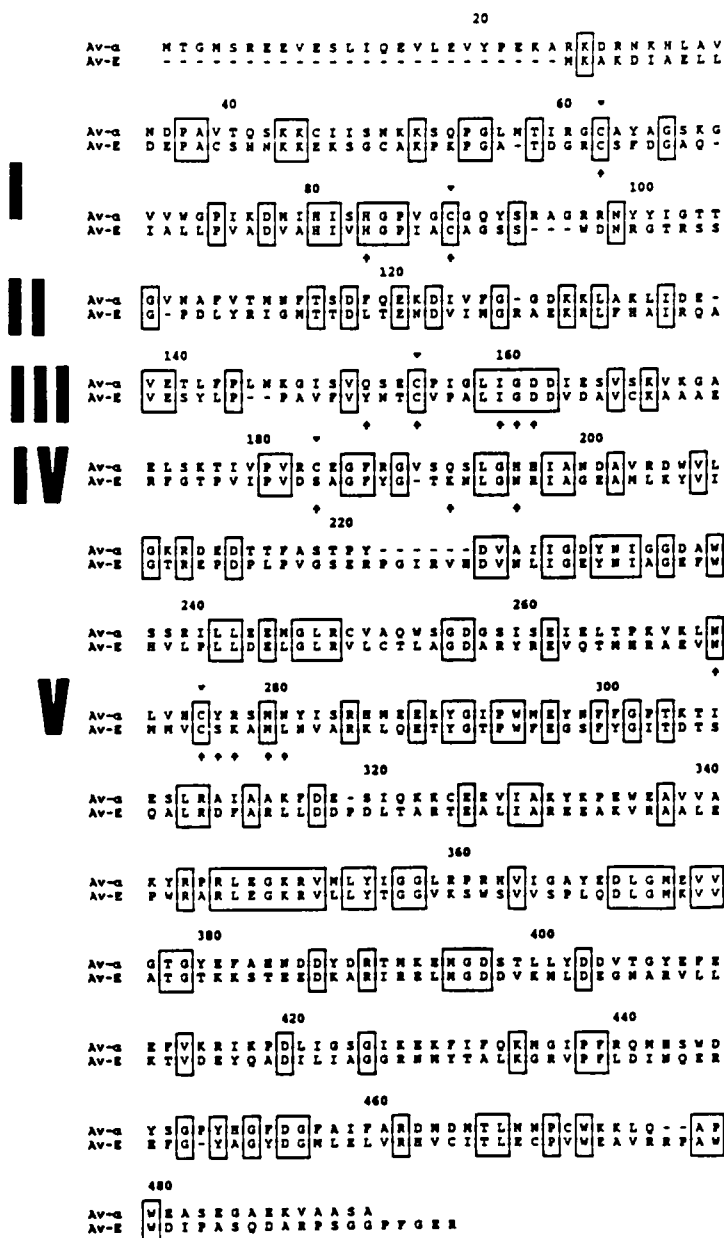 20
Av-α M T G M S R E E V E S L I Q E V L E V Y P E K A R K D R N K H L A V
Av-E - - - - - - - - - - - - - - - - - - - - - - - - M K A K D I A E L L
40 60
Av-α N D P A V T Q S K K C I I S N K K S Q P G L M T I R G C A Y A G S K G
Av-E D E P A C S H N K K E K S G C A K P K P G A - T D G R C S F D G A Q -
I
80 100
Av-α V V W G P I K D M I H I S H G P V G C G Q Y S R A G R R N Y Y I G T T
Av-E I A L L P V A D V A H I V H G P I A C A G S S - - - W D N R G T R S S
II
120
Av-α G V N A F V T M N F T S D F Q E K D I V F G - G D K K L A K L I D E -
Av-E G - P D L Y R I G M T T D L T E N D V I M G R A E K R L F H A I R Q A
III
140 160
Av-α V E T L F P L N K G I S V Q S E C P I G L I G D D I E S V S K V K G A
Av-E V E S Y L P - - P A V F V Y N T C V P A L I G D D V D A V C K A A A E
IV
180 200
Av-α E L S K T I V P V R C E G F R G V S Q S L G H H I A N D A V R D W V L
Av-E R F G T P V I P V D S A G F Y G - T K N L G N R I A G E A M L K Y V I
220
Av-α G K R D E D T T F A S T P Y - - - - - - D V A I I G D Y N I G G D A W
Av-E G T R E P D P L P V G S E R P G I R V H D V N L I G E Y N I A G E F W
240 260
Av-α S S R I L L E E M G L R C V A Q W S G D G S I S E I E L T P K V K L N
Av-E H V L P L L D E L G L R V L C T L A G D A R Y R E V Q T M H R A E V N
V
280 300
Av-α L V H C Y R S M N Y I S R H M E E K Y G I P W M E Y N F F G P T K T I
Av-E M M V C S K A M L N V A R K L Q E T Y G T P W F E G S F Y G I T D T S
320 340
Av-α E S L R A I A A K F D E - S I Q K K C E E V I A K Y K P E W E A V V A
Av-E Q A L R D F A R L L D D P D L T A R T E A L I A R E E A K V R A A L E
360
Av-α K Y R P R L E G K R V M L Y I G G L R P R H V I G A Y E D L G M E V V
Av-E P W R A R L E G K R V L L Y T G G V K S W S V V S P L Q D L G M K V V
380 400
Av-α G T G Y E F A H N D D Y D R T M K E M G D S T L L Y D D V T G Y E F E
Av-E A T G T K K S T E E D K A R I R E L M G D D V K M L D E G N A R V L L
420 440
Av-α E F V K R I K P D L I G S G I K E K F I F Q K M G I P F R Q M H S W D
Av-E K T V D E Y Q A D I L I A G G R N M Y T A L K G R V P F L D I N Q E R
460
Av-α Y S G P Y H G F D G F A I F A R D M D M T L N N P C W K K L Q - - A P
Av-E E F G - Y A G Y D G M L E L V R H V C I T L E C P V W E A V R R P A W
480
Av-α W E A S E G A E K V A A S A
Av-E W D I P A S Q D A R P S G G P F G E R